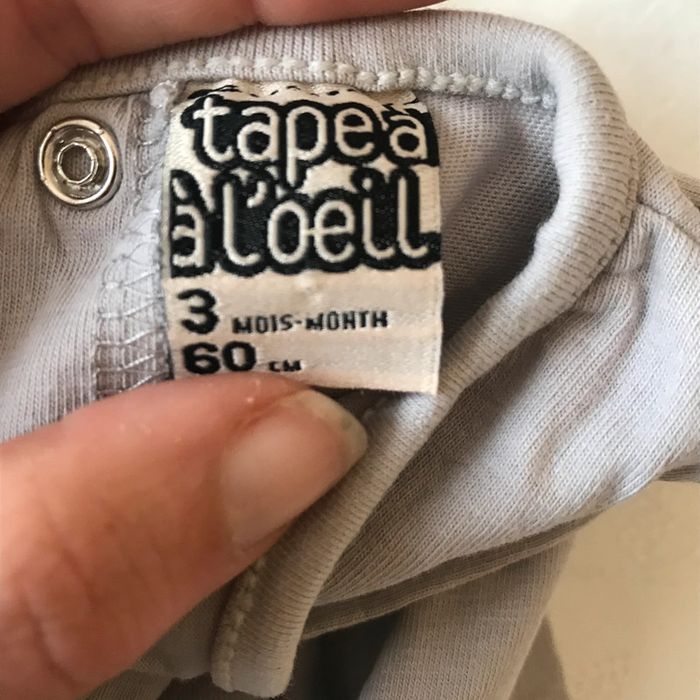 tape à
à l'oeil
3 MOIS-MONTH
60 CM